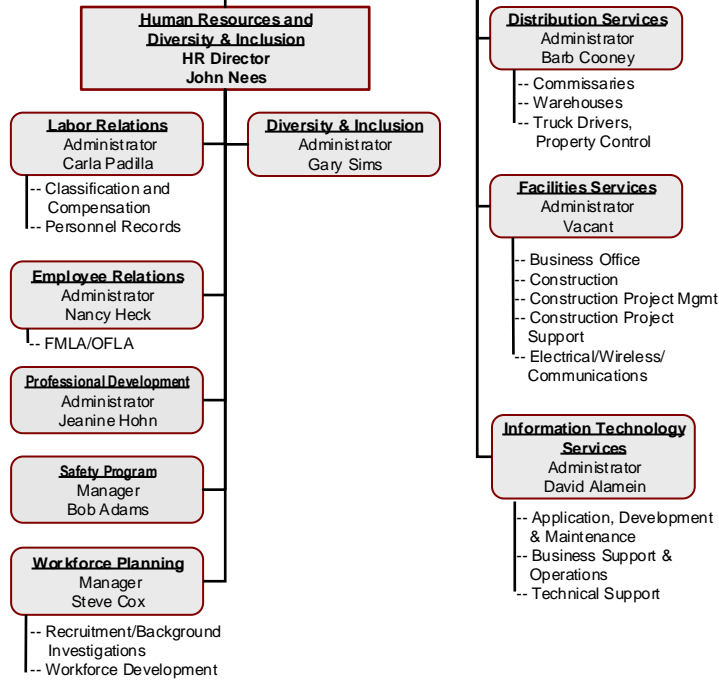 Human Resources and
Diversity & Inclusion
HR Director
John Nees
Labor Relations
Administrator
Carla Padilla
-- Classification and
Compensation
-- Personnel Records
Diversity & Inclusion
Administrator
Gary Sims
Employee Relations
Administrator
Nancy Heck
-- FMLA/OFLA
Professional Development
Administrator
Jeanine Hohn
Safety Program
Manager
Bob Adams
Workforce Planning
Manager
Steve Cox
-- Recruitment/Background
Investigations
-- Workforce Development
Distribution Services
Administrator
Barb Cooney
-- Commissaries
-- Warehouses
-- Truck Drivers,
Property Control
Facilities Services
Administrator
Vacant
-- Business Office
-- Construction
-- Construction Project Mgmt
-- Construction Project
Support
-- Electrical/Wireless/
Communications
Information Technology
Services
Administrator
David Alamein
-- Application, Development
& Maintenance
-- Business Support &
Operations
-- Technical Support